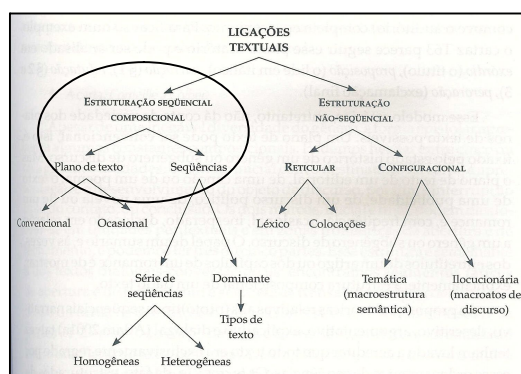 LIGAÇÕES
TEXTUAIS
ESTRUTURAÇÃO SEQÜENCIAL
COMPOSICIONAL
ESTRUTURAÇÃO
NÃO-SEQÜENCIAL
Plano de texto
Seqüências
RETICULAR
CONFIGURACIONAL
Convencional
Ocasional
Léxico
Colocações
Série de
seqüências
Dominante
Temática
(macroestrutura
semântica)
Ilocucionária
(macroatos de
discurso)
Tipos de
texto
Homogêneas
Heterogêneas